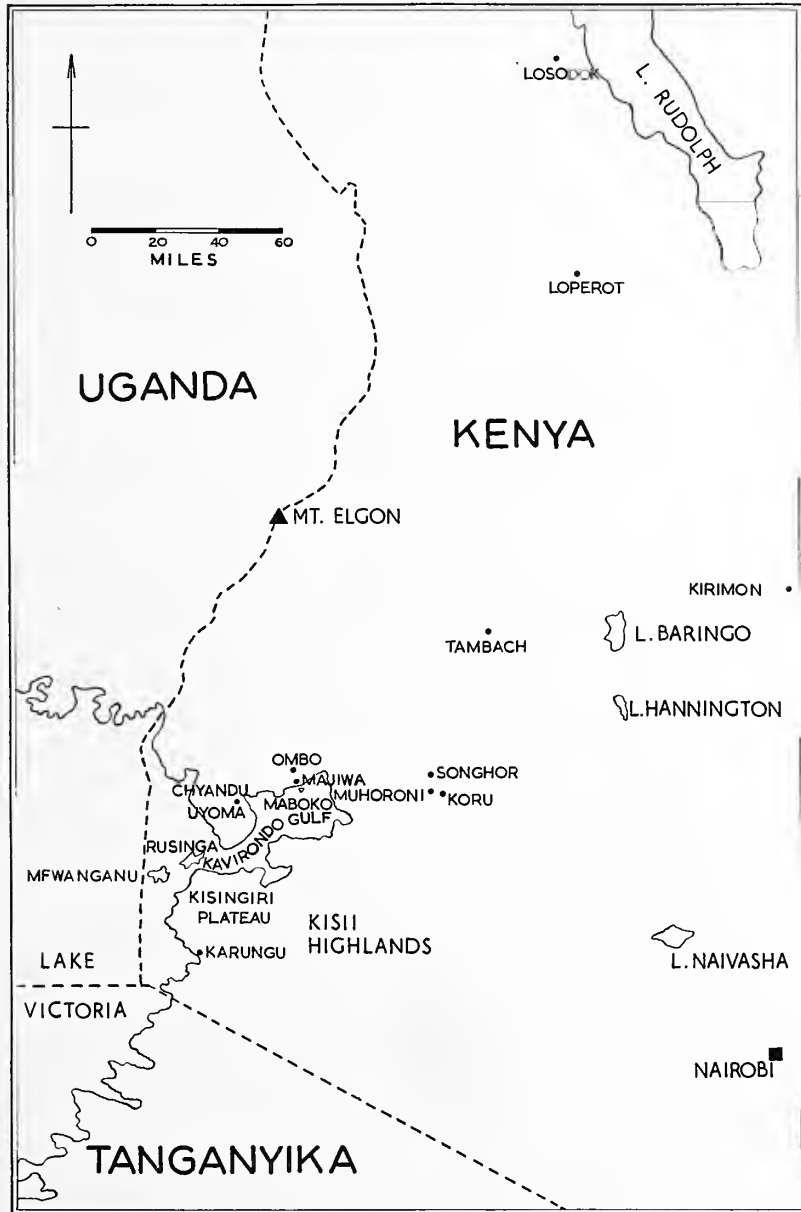 LOSODOK
L. RUDOLPH
0 20 40 60
MILES
LOPEROT
UGANDA
KENYA
MT. ELGON
KIRIMON
L. BARINGO
TAMBACH
L. HANNINGTON
OMBO
MAJIWA
SONGHOR
CHYANDU
MUHORONI
KORU
UYOMA
MABOKO
KAVIRONDO GULF
RUSINGA
MFWANGANU
KISINGIRI
PLATEAU
KISII
HIGHLANDS
KARUNGU
LAKE
VICTORIA
L. NAIVASHA
NAIROBI
TANGANYIKA